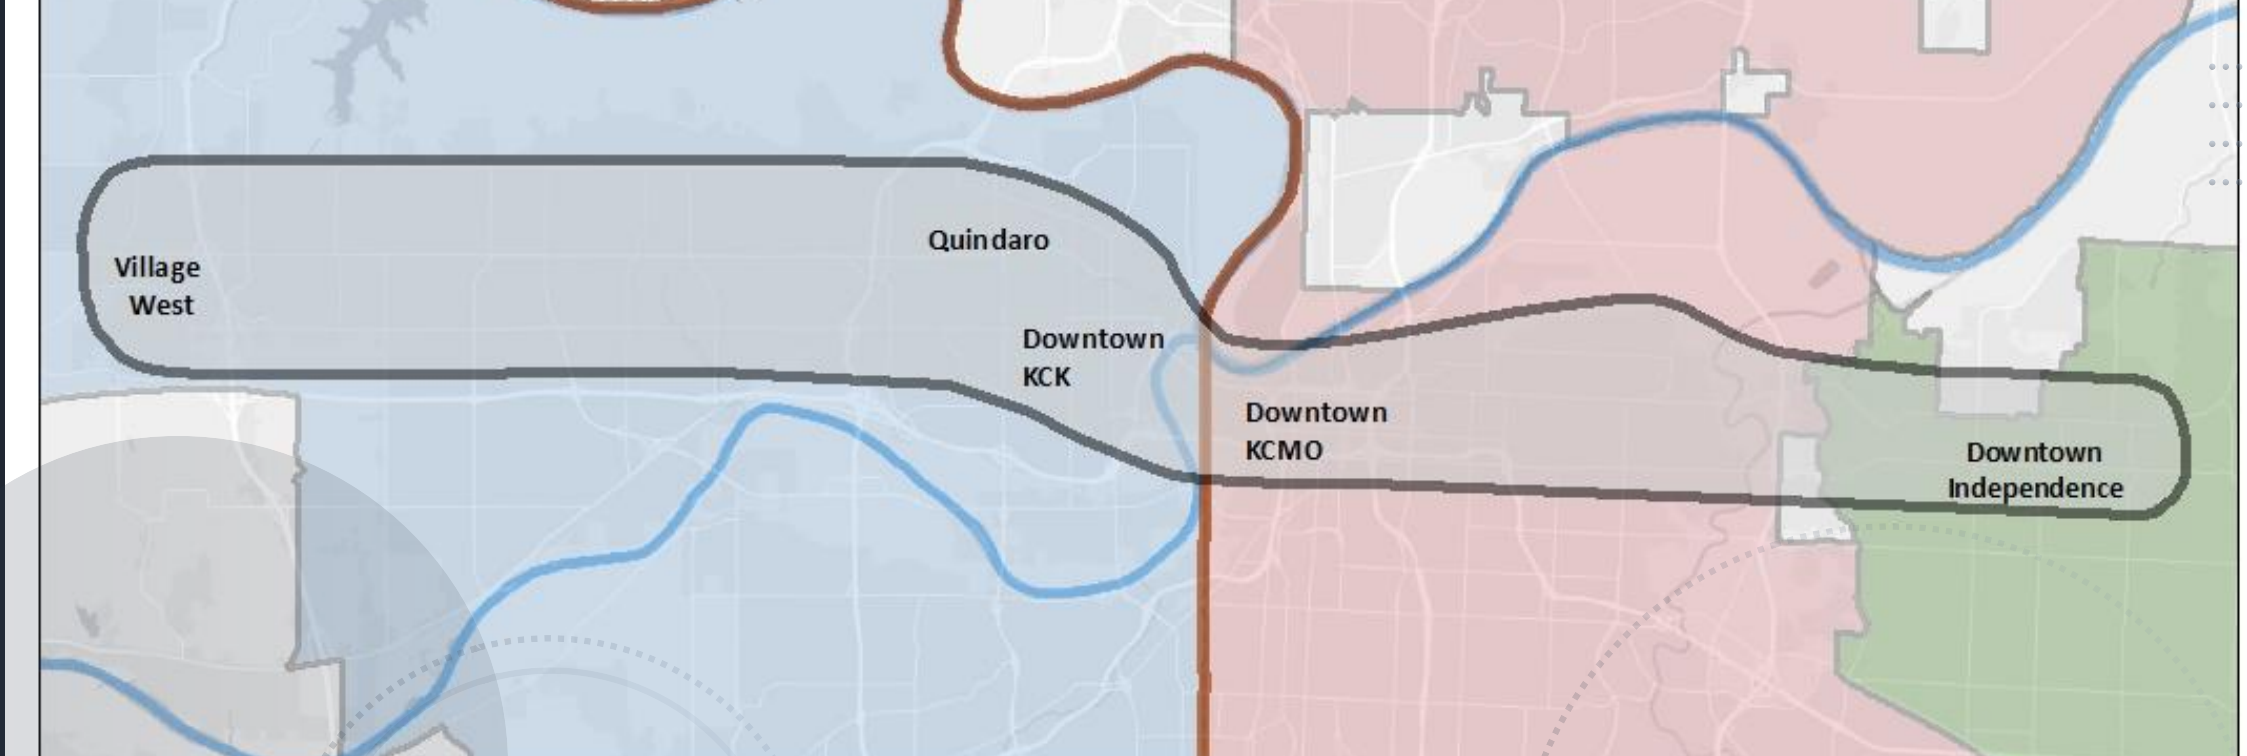 Quindaro
Village
West
Downtown
KCK
Downtown
KCMO
Downtown
Independence